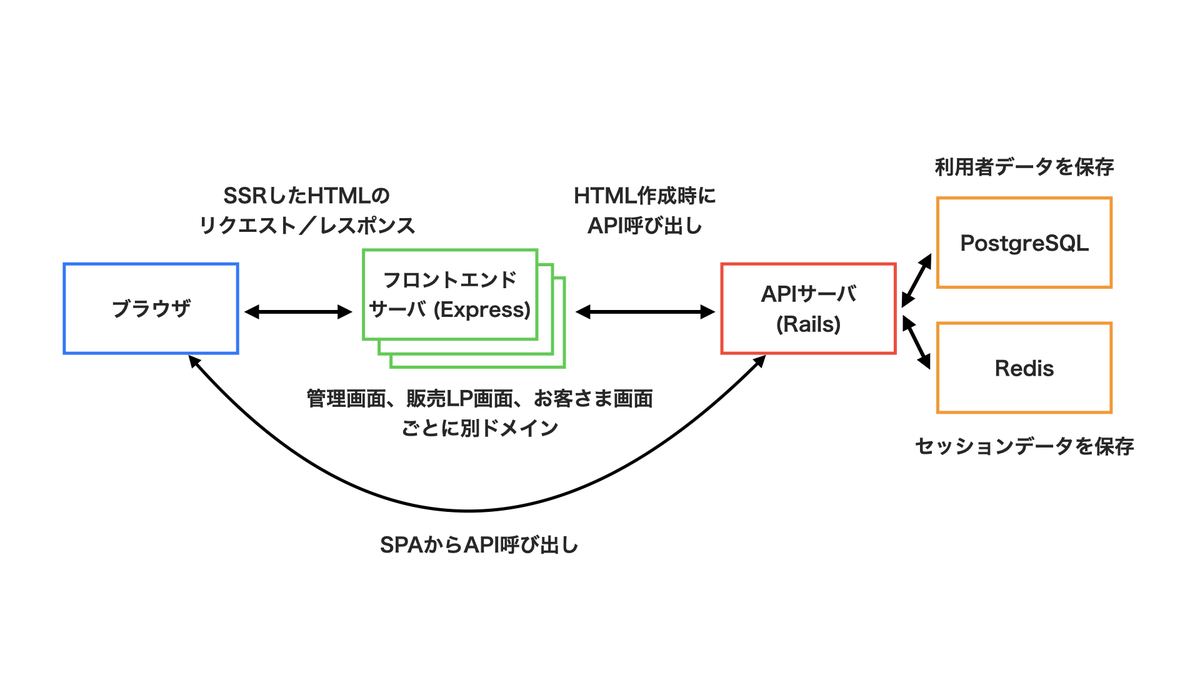 SSRしたHTMLの
リクエスト／レスポンス
HTML作成時に
API呼び出し
利用者データを保存
ブラウザ
フロントエンド
サーバ (Express)
APIサーバ
(Rails)
PostgreSQL
Redis
管理画面、販売LP画面、お客さま画面
ごとに別ドメイン
セッションデータを保存
SPAからAPI呼び出し